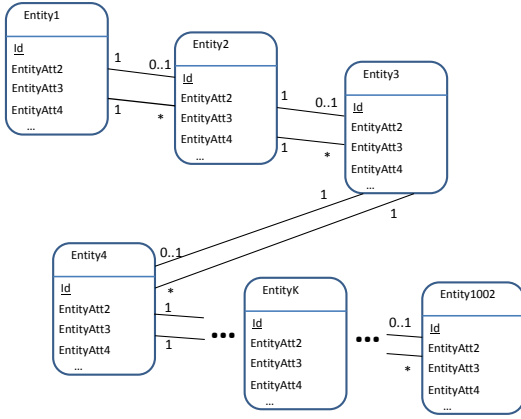 Entity1
Id
EntityAtt2
EntityAtt3
EntityAtt4
...
1
0..1
1
*
Entity2
Id
EntityAtt2
EntityAtt3
EntityAtt4
...
1
0..1
1
*
Entity3
Id
EntityAtt2
EntityAtt3
EntityAtt4
...
1
1
0..1
*
Entity4
Id
EntityAtt2
EntityAtt3
EntityAtt4
...
1
1
...
EntityK
Id
EntityAtt2
EntityAtt3
EntityAtt4
...
...
0..1
*
Entity1002
Id
EntityAtt2
EntityAtt3
EntityAtt4
...